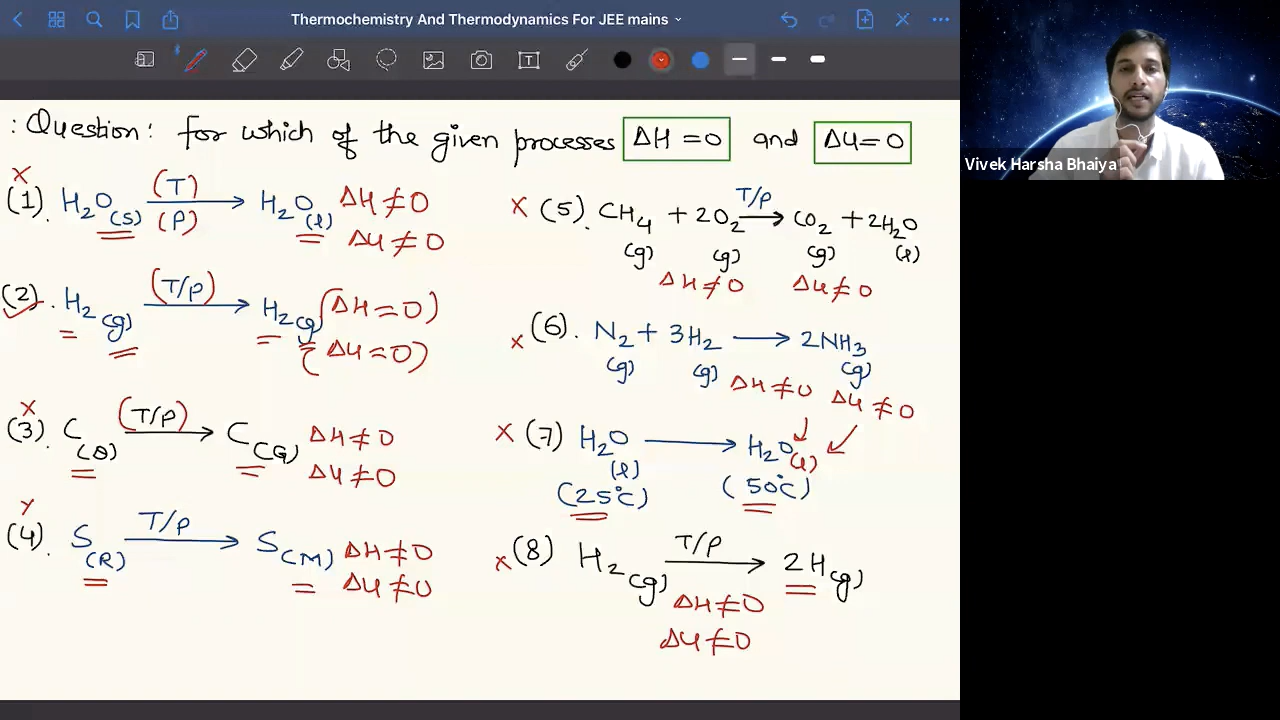 Thermochemistry And Thermodynamics For JEE mains
: Question: for which of the given processes ΔH = 0 and ΔU = 0
X
(1). H₂O(s) (T) (P) → H₂O(l) ΔH ≠ 0
ΔU ≠ 0
(2). H₂(g) (T/P) → H₂(g) (ΔH = 0)
(ΔU = 0)
X
(3). C(D) (T/P) → C(G) ΔH ≠ 0
ΔU ≠ 0
X
(4). S(R) T/P → S(M) ΔH ≠ 0
ΔU ≠ 0
X (5). CH₄(g) + 2O₂(g) T/P → CO₂(g) + 2H₂O(l)
ΔH ≠ 0 ΔU ≠ 0
X (6). N₂(g) + 3H₂(g) → 2NH₃(g)
ΔH ≠ 0 ΔU ≠ 0
X (7) H₂O(l) → H₂O(l)
(25°C) (50°C)
X (8) H₂(g) T/P → 2H(g)
ΔH ≠ 0
ΔU ≠ 0
Vivek Harsha Bhaiya